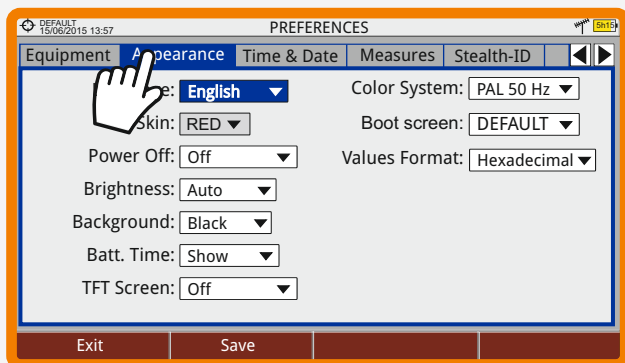 DEFAULT
15/06/2015 13:57
PREFERENCES
5h15
Equipment Appearance Time & Date Measures Stealth-ID
English
Color System: PAL 50 Hz
Skin: RED
Boot screen: DEFAULT
Power Off: Off
Values Format: Hexadecimal
Brightness: Auto
Background: Black
Batt. Time: Show
TFT Screen: Off
Exit Save